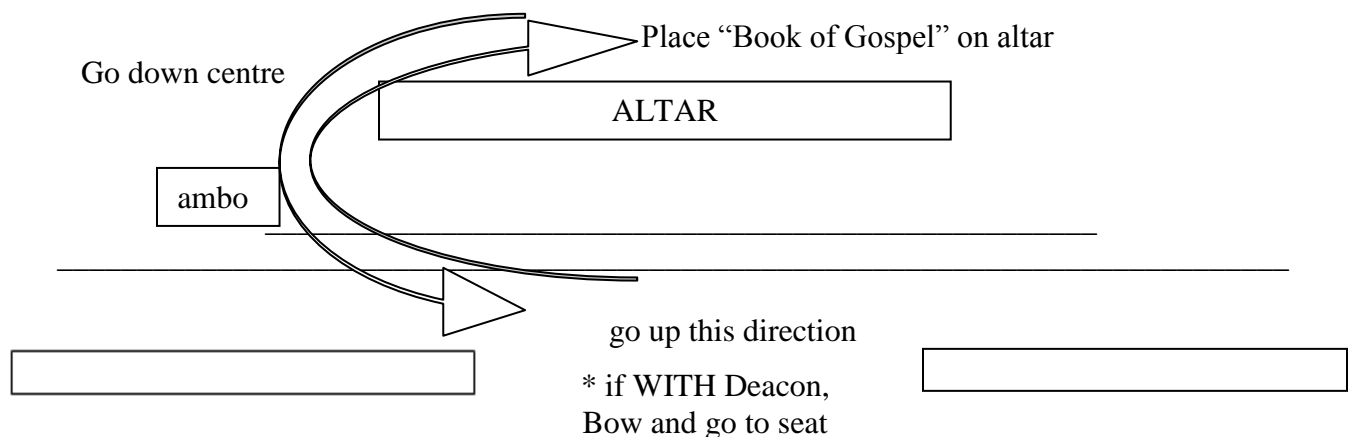 Place “Book of Gospel” on altar
Go down centre
ALTAR
ambo
go up this direction
* if WITH Deacon,
Bow and go to seat